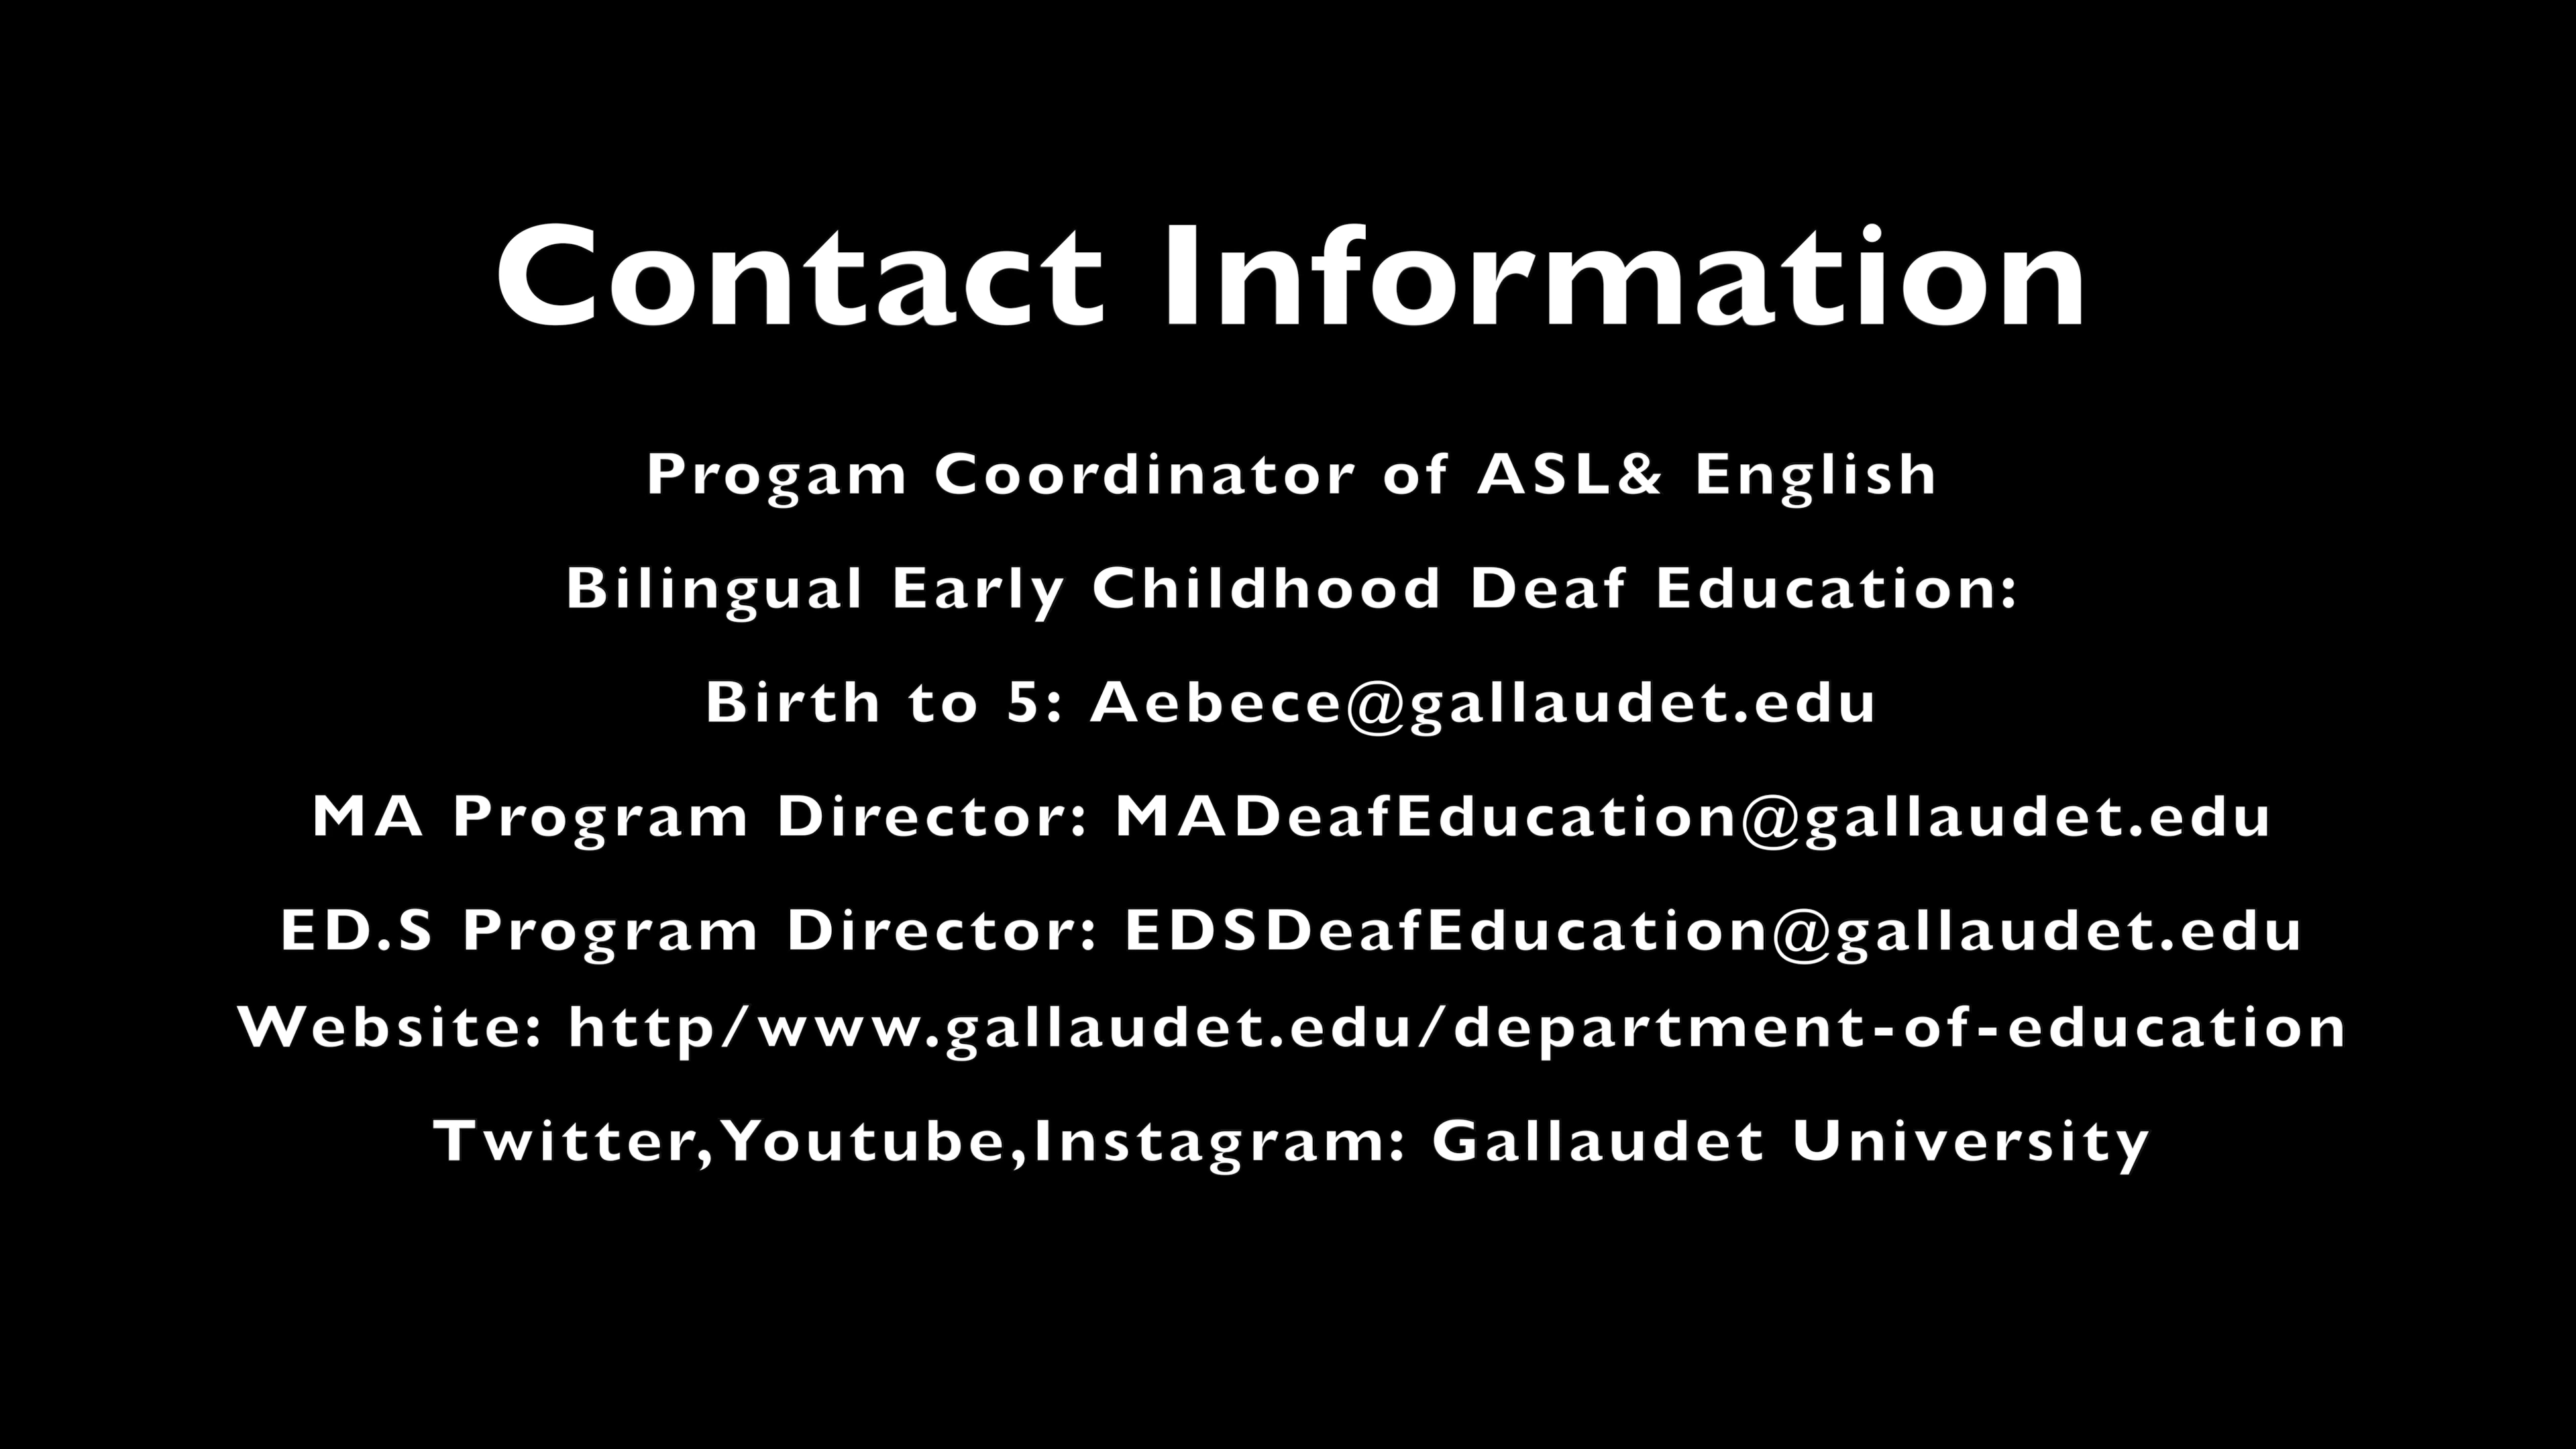 Contact Information
Progam Coordinator of ASL& English
Bilingual Early Childhood Deaf Education:
Birth to 5: Aebece@gallaudet.edu
MA Program Director: MADeafEducation@gallaudet.edu
ED.S Program Director: EDSDeafEducation@gallaudet.edu
Website: http/www.gallaudet.edu/department-of-education
Twitter,Youtube,Instagram: Gallaudet University